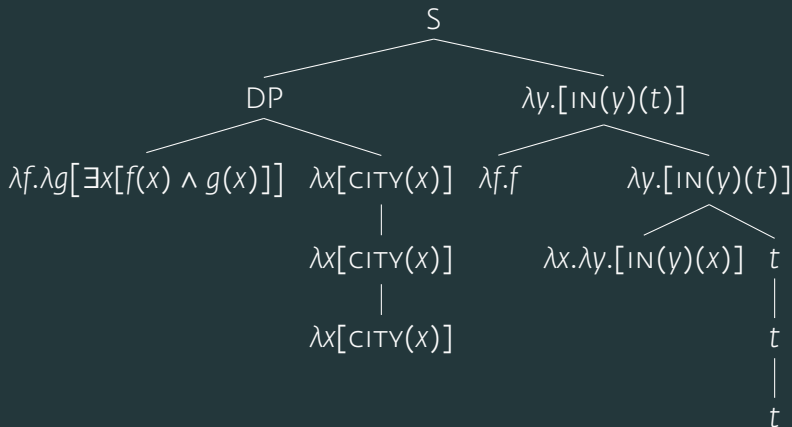 S
DP λy.[IN(y)(t)]
λf.λg[∃x[f(x) ∧ g(x)]] λx[CITY(x)] λf.f λy.[IN(y)(t)]
λx[CITY(x)] λx.λy.[IN(y)(x)] t
λx[CITY(x)] t
t